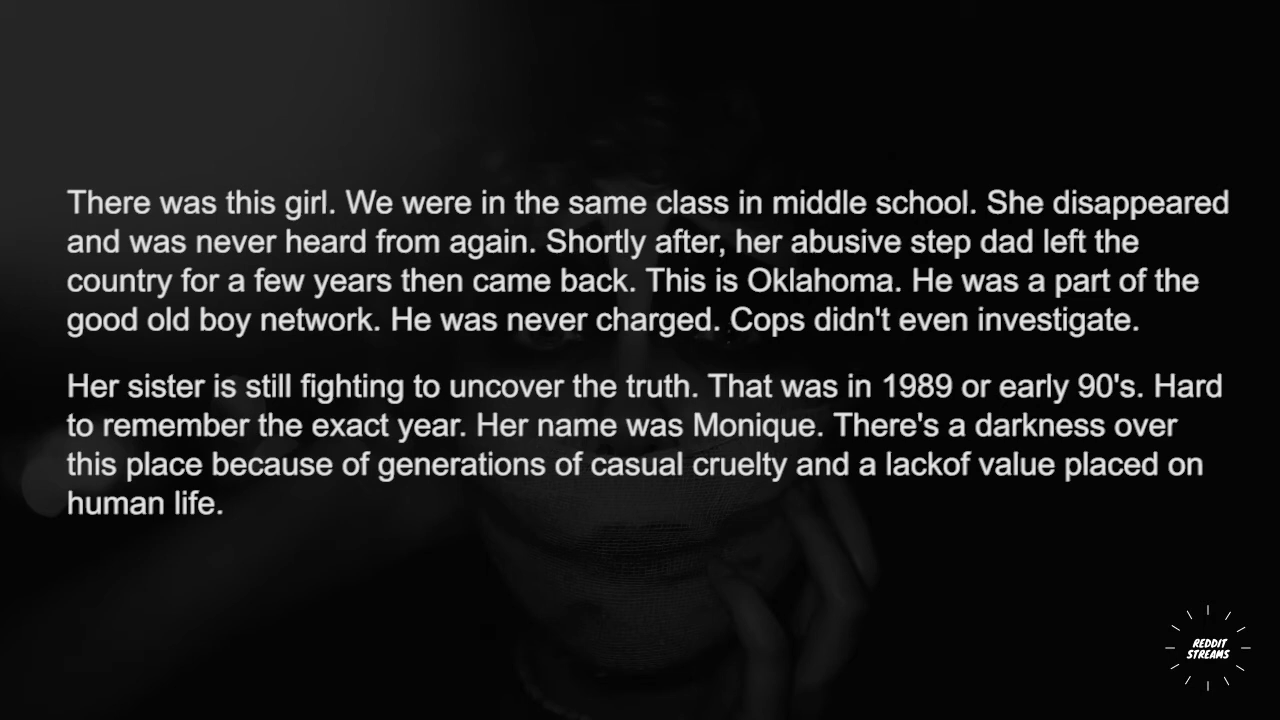 There was this girl. We were in the same class in middle school. She disappeared
and was never heard from again. Shortly after, her abusive step dad left the
country for a few years then came back. This is Oklahoma. He was a part of the
good old boy network. He was never charged. Cops didn't even investigate.
Her sister is still fighting to uncover the truth. That was in 1989 or early 90's. Hard
to remember the exact year. Her name was Monique. There's a darkness over
this place because of generations of casual cruelty and a lackof value placed on
human life.
REDDIT
STREAMS